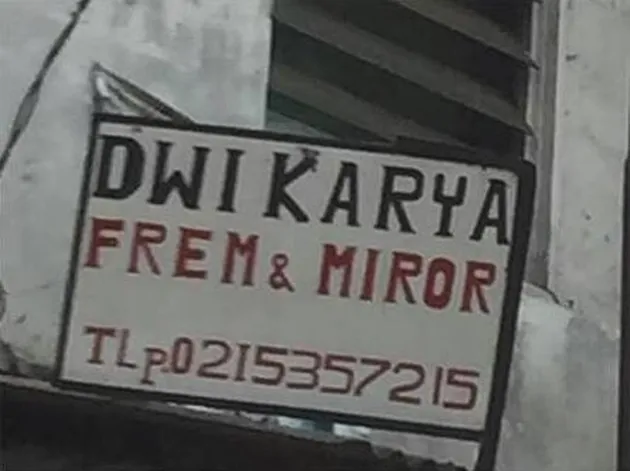 DWI KARYA
FREM & MIROR
TLp.0215357215